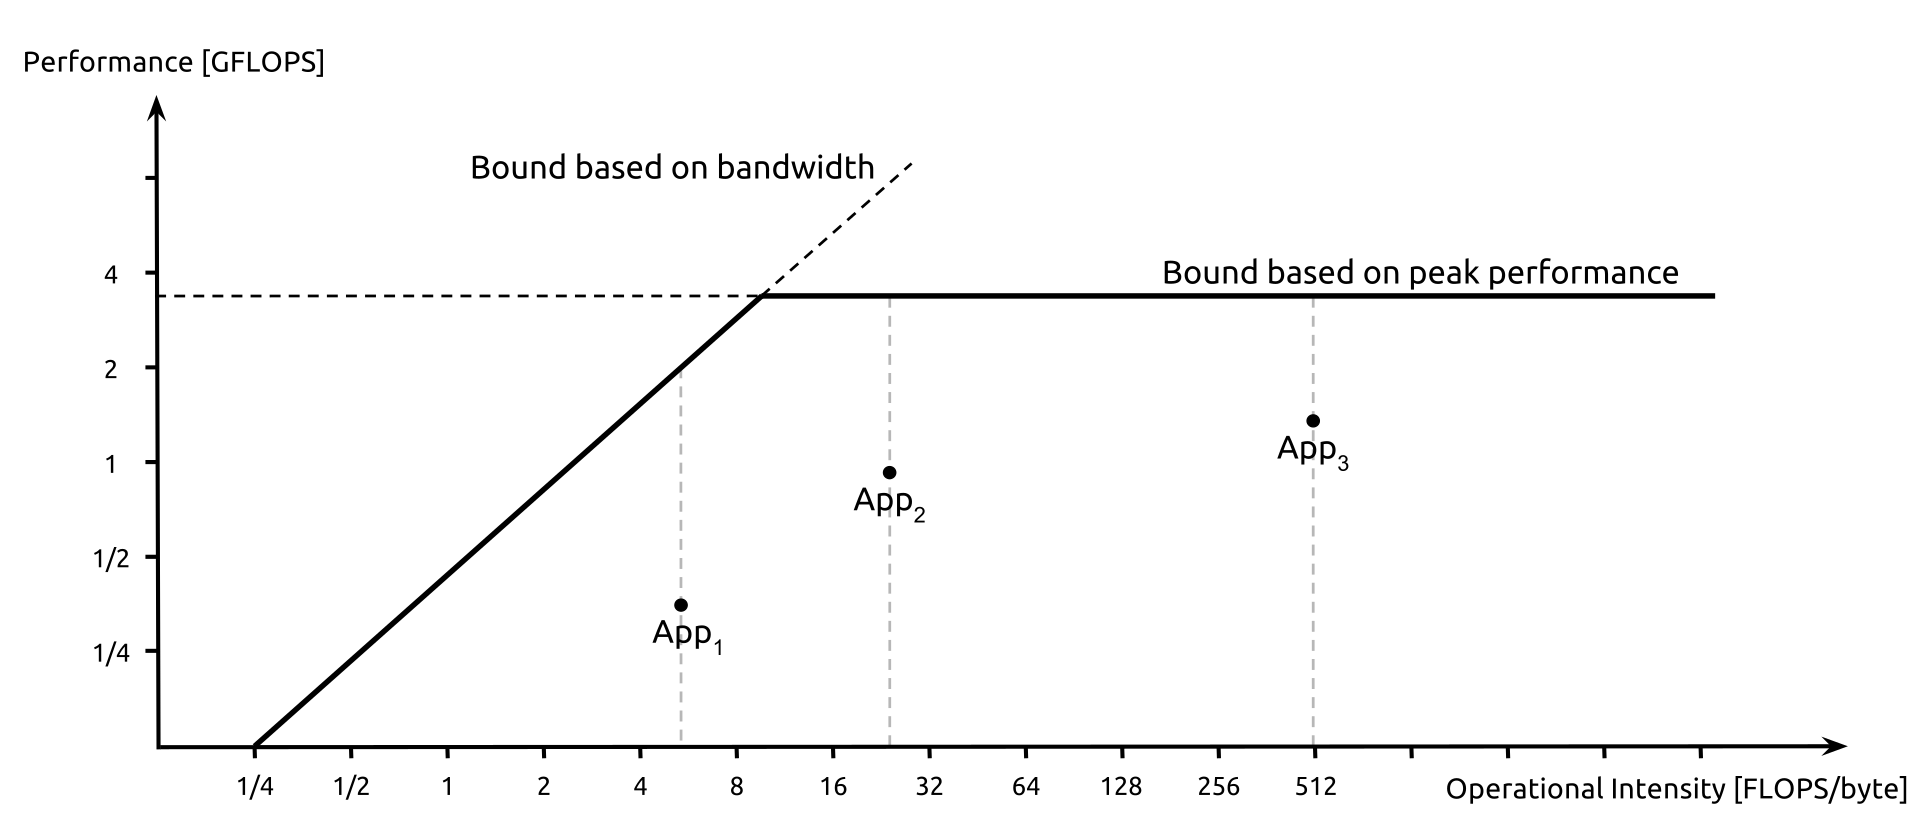 Performance [GFLOPS]
Bound based on bandwidth
Bound based on peak performance
4
2
1
1/2
1/4
App3
App2
App1
1/4 1/2 1 2 4 8 16 32 64 128 256 512 Operational Intensity [FLOPS/byte]